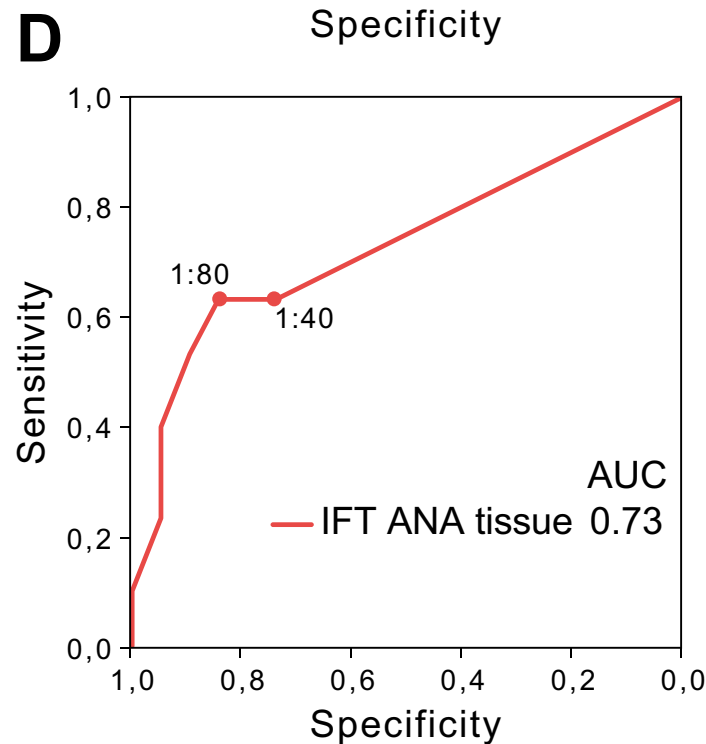 Specificity
D
1,0
0,8
0,6
0,4
0,2
0,0
Sensitivity
1:80
1:40
AUC
IFT ANA tissue 0.73
1,0 0,8 0,6 0,4 0,2 0,0
Specificity